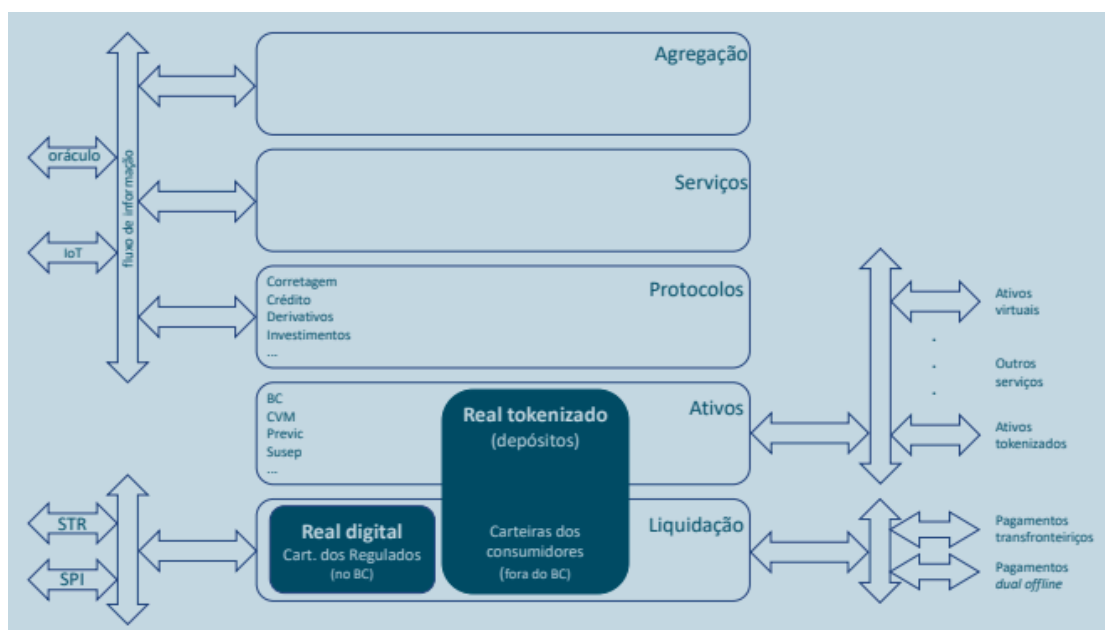 Agregação
oráculo
fluxo de informação
Serviços
IoT
Corretagem
Crédito
Derivativos
Investimentos
...
Protocolos
Ativos
virtuais
.
.
.
Outros
serviços
Ativos
tokenizados
BC
CVM
Previc
Susep
...
Real tokenizado
(depósitos)
Ativos
STR
SPI
Real digital
Cart. dos Regulados
(no BC)
Carteiras dos
consumidores
(fora do BC)
Liquidação
Pagamentos
transfronteiriços
Pagamentos
dual offline